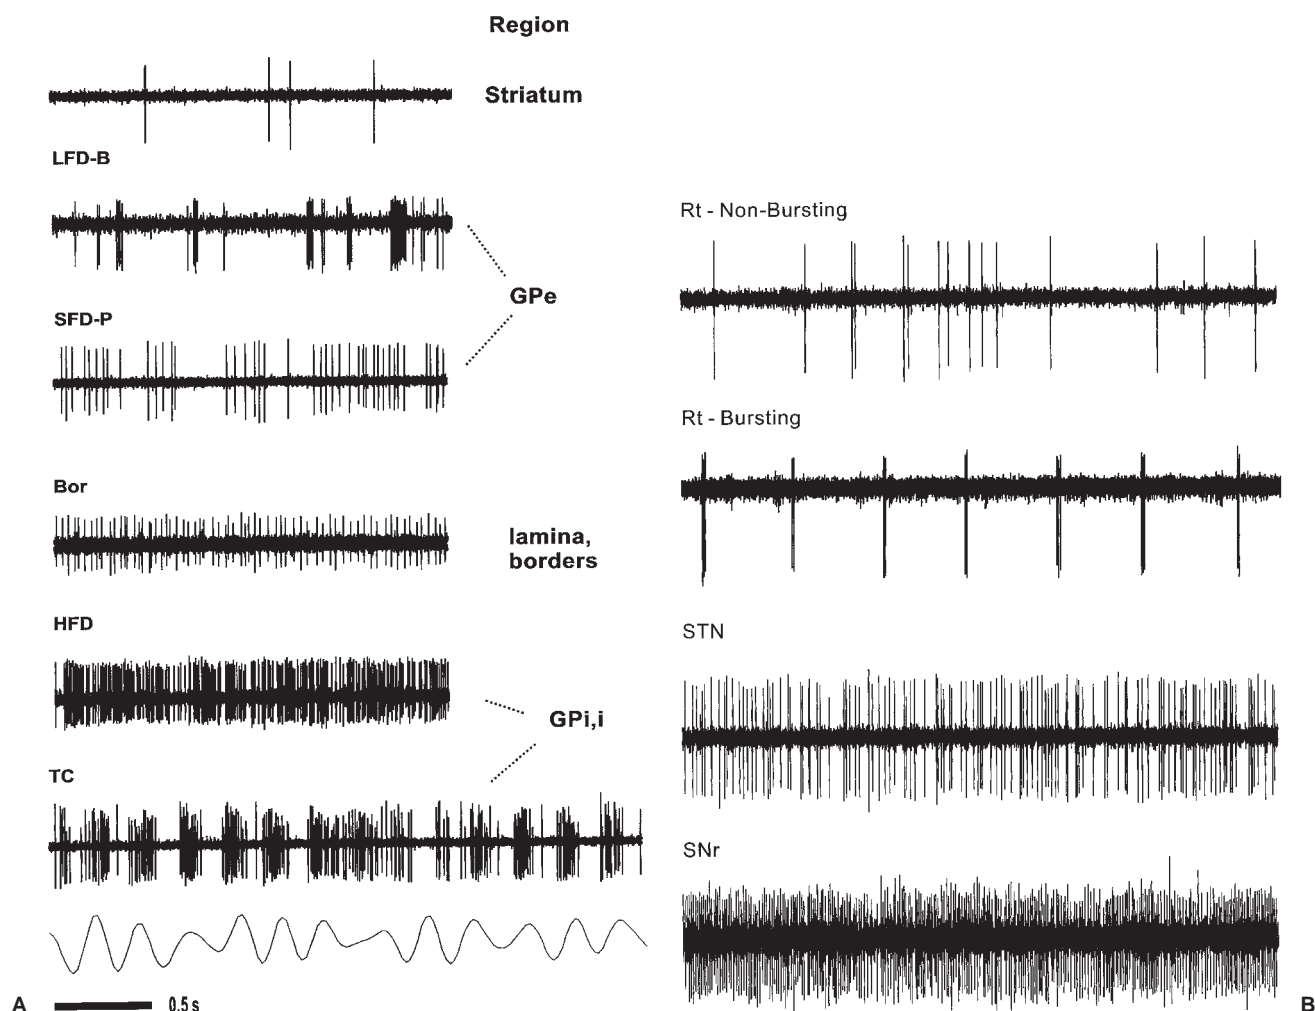 Region
Striatum
LFD-B
SFD-P
GPe
Bor
lamina,
borders
HFD
GPi,i
TC
A
0.5 s
Rt - Non-Bursting
Rt - Bursting
STN
SNr
B